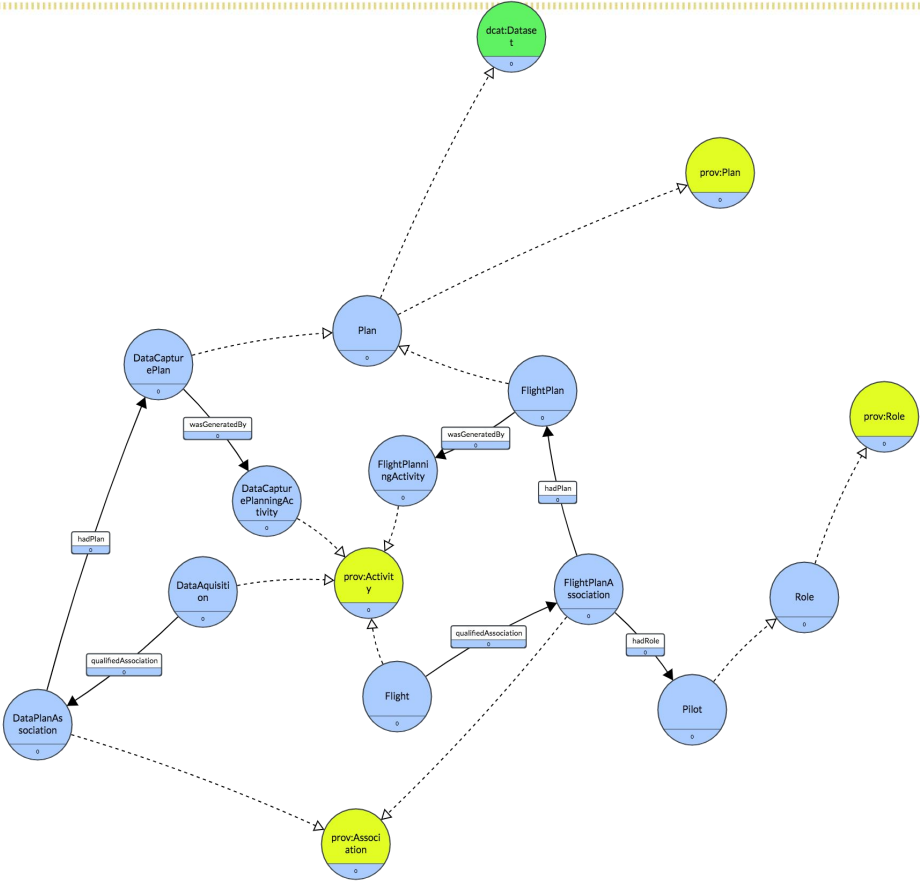 dcat:Datase
t
0
prov:Plan
0
Plan
0
DataCaptur
ePlan
0
FlightPlan
0
prov:Role
0
wasGeneratedBy
0
wasGeneratedBy
0
FlightPlanni
ngActivity
0
DataCaptur
ePlanningAc
tivity
0
hadPlan
0
hadPlan
0
prov:Activit
y
0
DataAquisiti
on
0
FlightPlanA
ssociation
0
Role
0
qualifiedAssociation
0
hadRole
0
qualifiedAssociation
0
Flight
0
Pilot
0
DataPlanAs
sociation
0
prov:Associ
ation
0